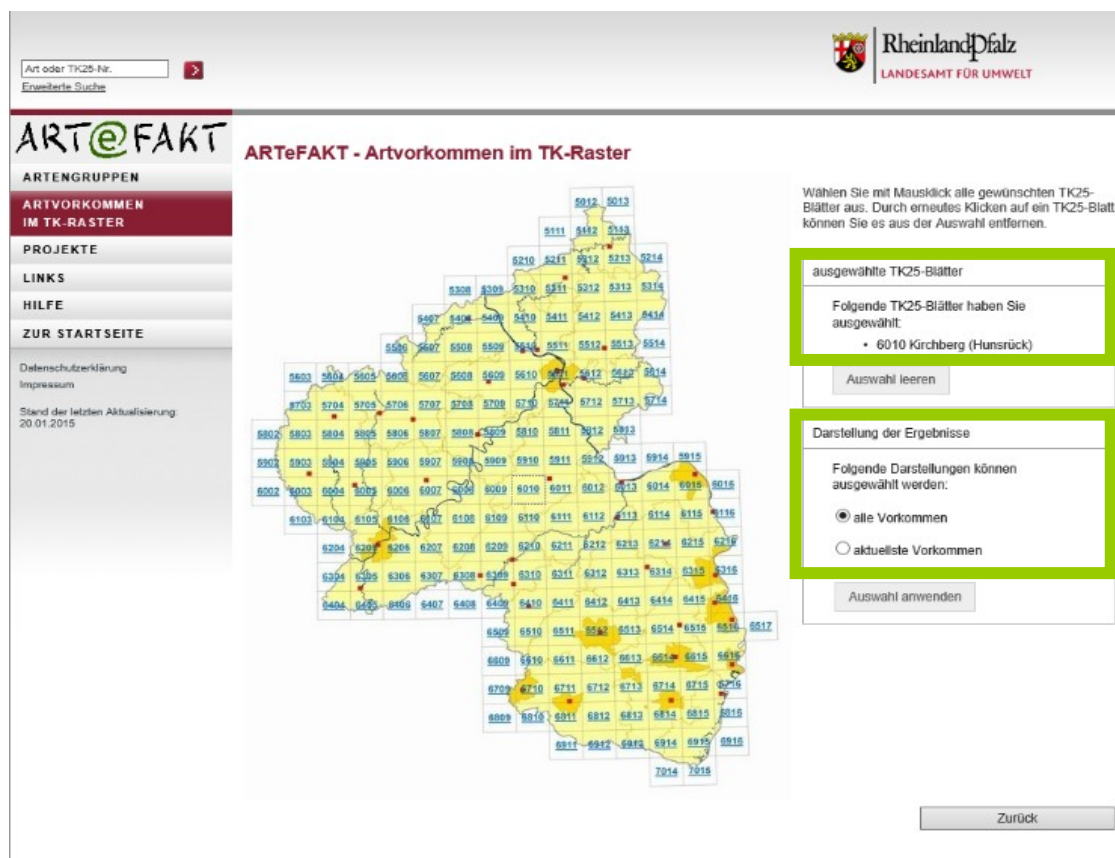 Art oder TK25-Nr.
Erweiterte Suche
RheinlandPfalz
LANDESAMT FÜR UMWELT
ARTeFAKT
ARTENGRUPPEN
ARTVORKOMMEN
IM TK-RASTER
PROJEKTE
LINKS
HILFE
ZUR STARTSEITE
Datenschutzerklärung
Impressum
Stand der letzten Aktualisierung:
20.01.2015
ARTeFAKT - Artvorkommen im TK-Raster
5012 5013
5111 5112 5113
5210 5211 5212 5213 5214
5308 5309 5310 5311 5312 5313 5314
5407 5408 5409 5410 5411 5412 5413 5414
5506 5507 5508 5509 5510 5511 5512 5513 5514
5603 5604 5605 5606 5607 5608 5609 5610 5611 5612 5613 5614
5703 5704 5705 5706 5707 5708 5709 5710 5711 5712 5713 5714
5802 5803 5804 5805 5806 5807 5808 5809 5810 5811 5812 5813
5902 5903 5904 5905 5906 5907 5908 5909 5910 5911 5912 5913 5914 5915
6002 6003 6004 6005 6006 6007 6008 6009 6010 6011 6012 6013 6014 6015 6016
6103 6104 6105 6106 6107 6108 6109 6110 6111 6112 6113 6114 6115 6116
6204 6205 6206 6207 6208 6209 6210 6211 6212 6213 6214 6215 6216
6304 6305 6306 6307 6308 6309 6310 6311 6312 6313 6314 6315 6316
6404 6405 6406 6407 6408 6409 6410 6411 6412 6413 6414 6415 6416
6509 6510 6511 6512 6513 6514 6515 6516 6517
6609 6610 6611 6612 6613 6614 6615 6616
6709 6710 6711 6712 6713 6714 6715 6716
6809 6810 6811 6812 6813 6814 6815 6816
6911 6912 6913 6914 6915 6916
7014 7015
Wählen Sie mit Mausklick alle gewünschten TK25-
Blätter aus. Durch erneutes Klicken auf ein TK25-Blatt
können Sie es aus der Auswahl entfernen.
ausgewählte TK25-Blätter
Folgende TK25-Blätter haben Sie
ausgewählt:
• 6010 Kirchberg (Hunsrück)
Auswahl leeren
Darstellung der Ergebnisse
Folgende Darstellungen können
ausgewählt werden:
alle Vorkommen
aktuellste Vorkommen
Auswahl anwenden
Zurück